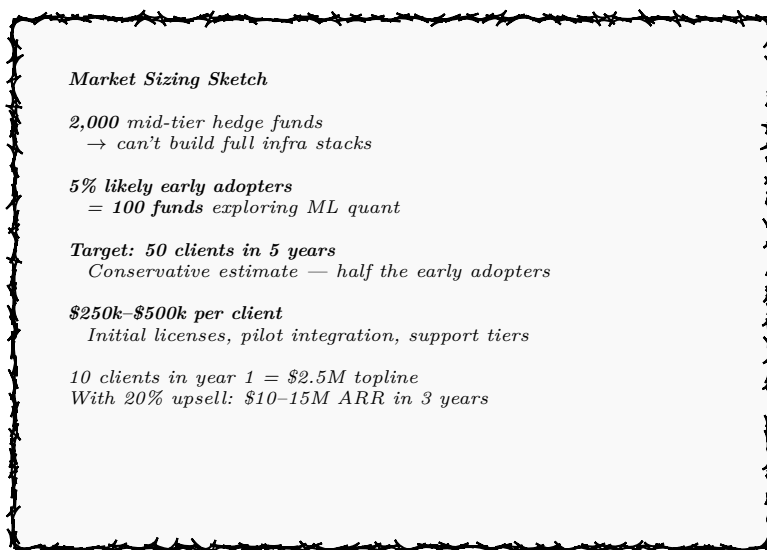 Market Sizing Sketch
2,000 mid-tier hedge funds
→ can't build full infra stacks
5% likely early adopters
= 100 funds exploring ML quant
Target: 50 clients in 5 years
Conservative estimate — half the early adopters
$250k–$500k per client
Initial licenses, pilot integration, support tiers
10 clients in year 1 = $2.5M topline
With 20% upsell: $10–15M ARR in 3 years